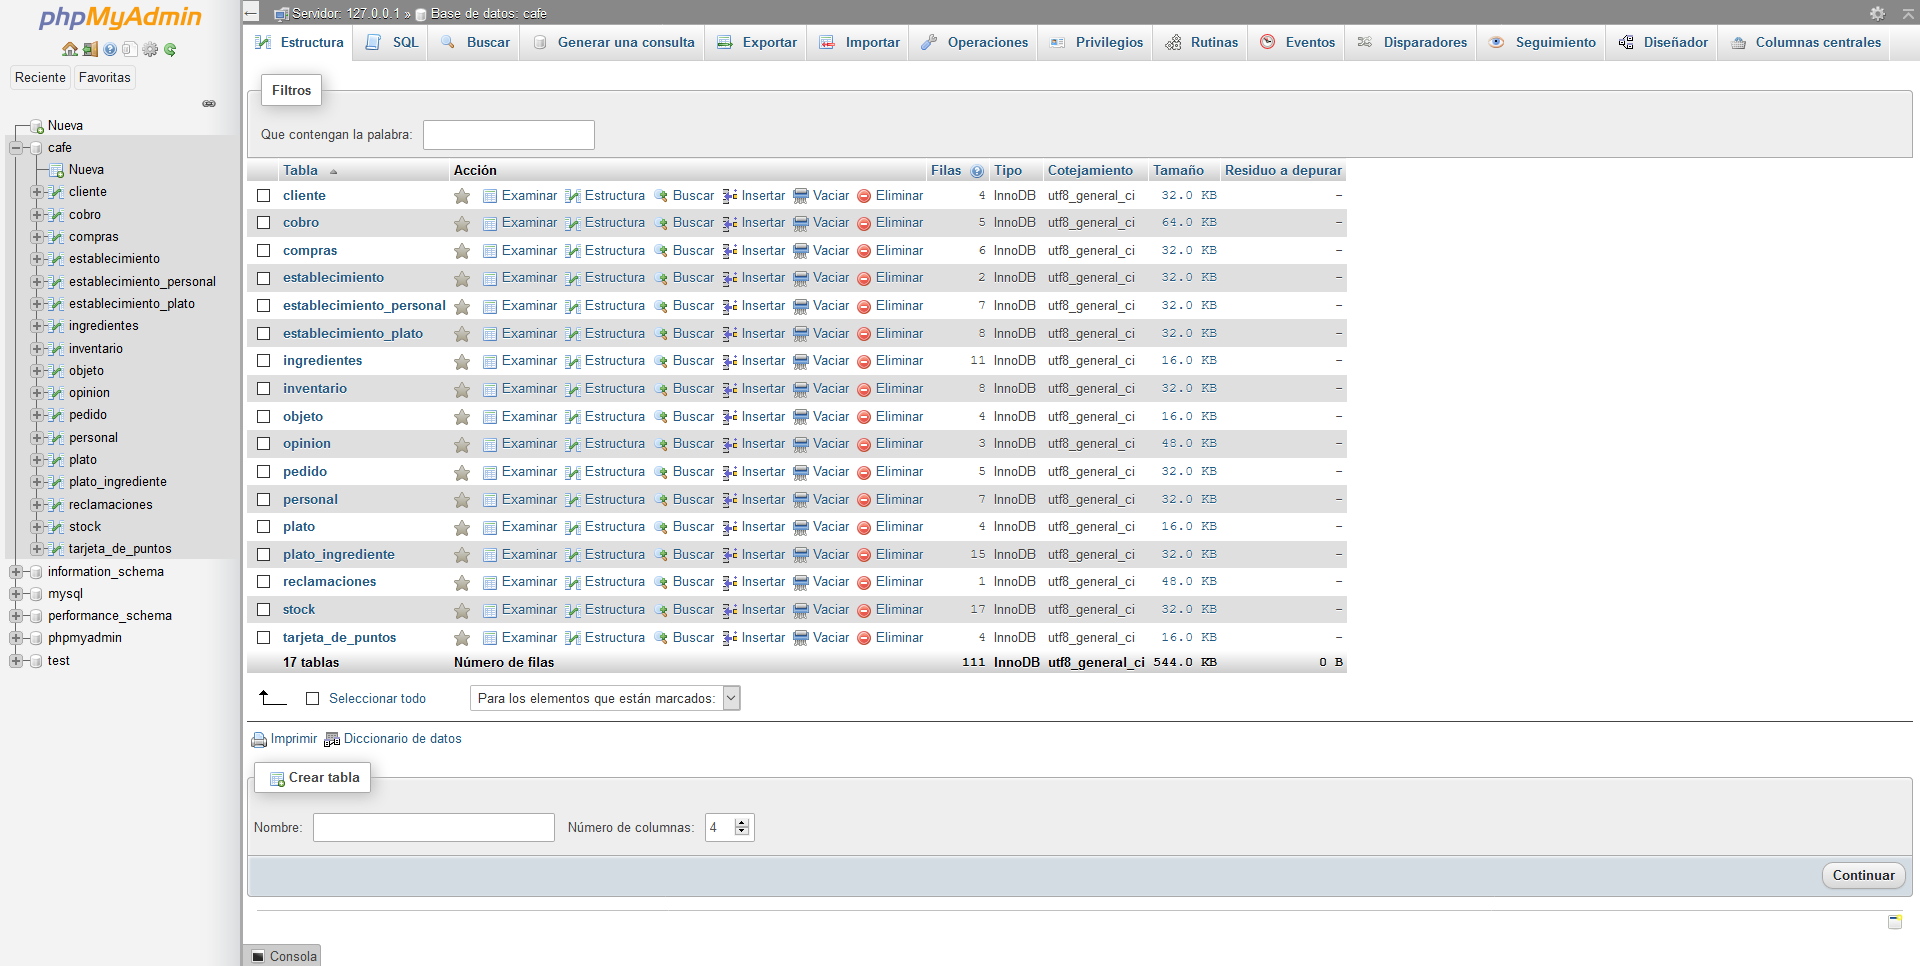 phpMyAdmin
Reciente Favoritas
Nueva
cafe
Nueva
cliente
cobro
compras
establecimiento
establecimiento_personal
establecimiento_plato
ingredientes
inventario
objeto
opinion
pedido
personal
plato
plato_ingrediente
reclamaciones
stock
tarjeta_de_puntos
information_schema
mysql
performance_schema
phpmyadmin
test
Servidor: 127.0.0.1 » Base de datos: cafe
Estructura SQL Buscar Generar una consulta Exportar Importar Operaciones Privilegios Rutinas Eventos Disparadores Seguimiento Diseñador Columnas centrales
Filtros
Que contengan la palabra:
Tabla Acción Filas Tipo Cotejamiento Tamaño Residuo a depurar
cliente Examinar Estructura Buscar Insertar Vaciar Eliminar 4 InnoDB utf8_general_ci 32.0 KB -
cobro Examinar Estructura Buscar Insertar Vaciar Eliminar 5 InnoDB utf8_general_ci 64.0 KB -
compras Examinar Estructura Buscar Insertar Vaciar Eliminar 6 InnoDB utf8_general_ci 32.0 KB -
establecimiento Examinar Estructura Buscar Insertar Vaciar Eliminar 2 InnoDB utf8_general_ci 32.0 KB -
establecimiento_personal Examinar Estructura Buscar Insertar Vaciar Eliminar 7 InnoDB utf8_general_ci 32.0 KB -
establecimiento_plato Examinar Estructura Buscar Insertar Vaciar Eliminar 8 InnoDB utf8_general_ci 32.0 KB -
ingredientes Examinar Estructura Buscar Insertar Vaciar Eliminar 11 InnoDB utf8_general_ci 16.0 KB -
inventario Examinar Estructura Buscar Insertar Vaciar Eliminar 8 InnoDB utf8_general_ci 32.0 KB -
objeto Examinar Estructura Buscar Insertar Vaciar Eliminar 4 InnoDB utf8_general_ci 16.0 KB -
opinion Examinar Estructura Buscar Insertar Vaciar Eliminar 3 InnoDB utf8_general_ci 48.0 KB -
pedido Examinar Estructura Buscar Insertar Vaciar Eliminar 5 InnoDB utf8_general_ci 32.0 KB -
personal Examinar Estructura Buscar Insertar Vaciar Eliminar 7 InnoDB utf8_general_ci 32.0 KB -
plato Examinar Estructura Buscar Insertar Vaciar Eliminar 4 InnoDB utf8_general_ci 16.0 KB -
plato_ingrediente Examinar Estructura Buscar Insertar Vaciar Eliminar 15 InnoDB utf8_general_ci 32.0 KB -
reclamaciones Examinar Estructura Buscar Insertar Vaciar Eliminar 1 InnoDB utf8_general_ci 48.0 KB -
stock Examinar Estructura Buscar Insertar Vaciar Eliminar 17 InnoDB utf8_general_ci 32.0 KB -
tarjeta_de_puntos Examinar Estructura Buscar Insertar Vaciar Eliminar 4 InnoDB utf8_general_ci 16.0 KB -
17 tablas Número de filas 111 InnoDB utf8_general_ci 544.0 KB 0 B
Seleccionar todo Para los elementos que están marcados:
Imprimir Diccionario de datos
Crear tabla
Nombre: Número de columnas: 4
Continuar
Consola